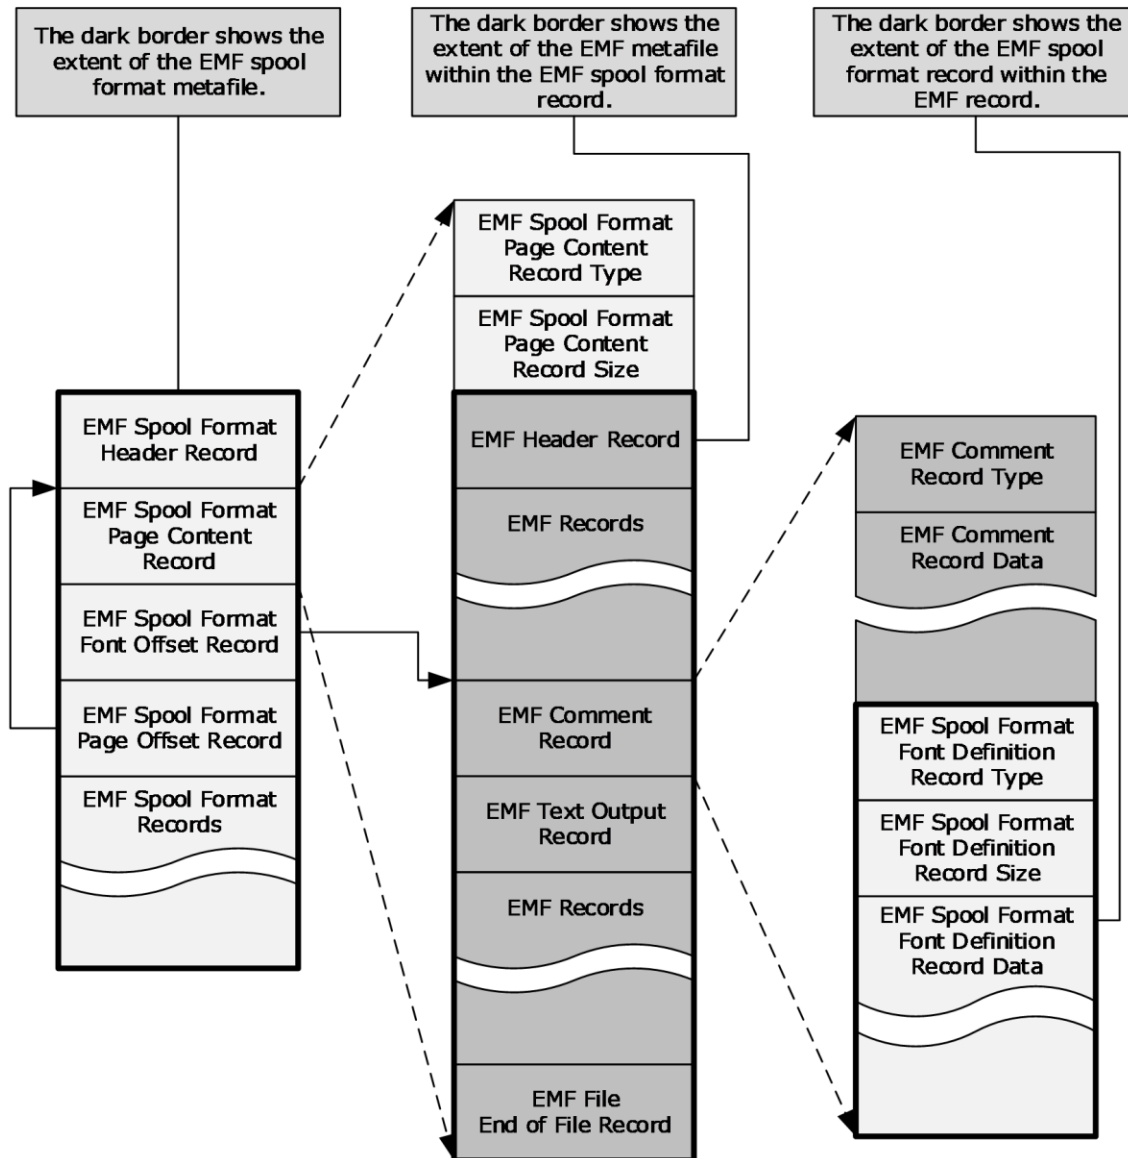 The dark border shows the
extent of the EMF spool
format metafile.
The dark border shows the
extent of the EMF metafile
within the EMF spool format
record.
The dark border shows the
extent of the EMF spool
format record within the
EMF record.
EMF Spool Format
Header Record
EMF Spool Format
Page Content
Record
EMF Spool Format
Font Offset Record
EMF Spool Format
Page Offset Record
EMF Spool Format
Records
EMF Spool Format
Page Content
Record Type
EMF Spool Format
Page Content
Record Size
EMF Header Record
EMF Records
EMF Comment
Record
EMF Text Output
Record
EMF Records
EMF File
End of File Record
EMF Comment
Record Type
EMF Comment
Record Data
EMF Spool Format
Font Definition
Record Type
EMF Spool Format
Font Definition
Record Size
EMF Spool Format
Font Definition
Record Data